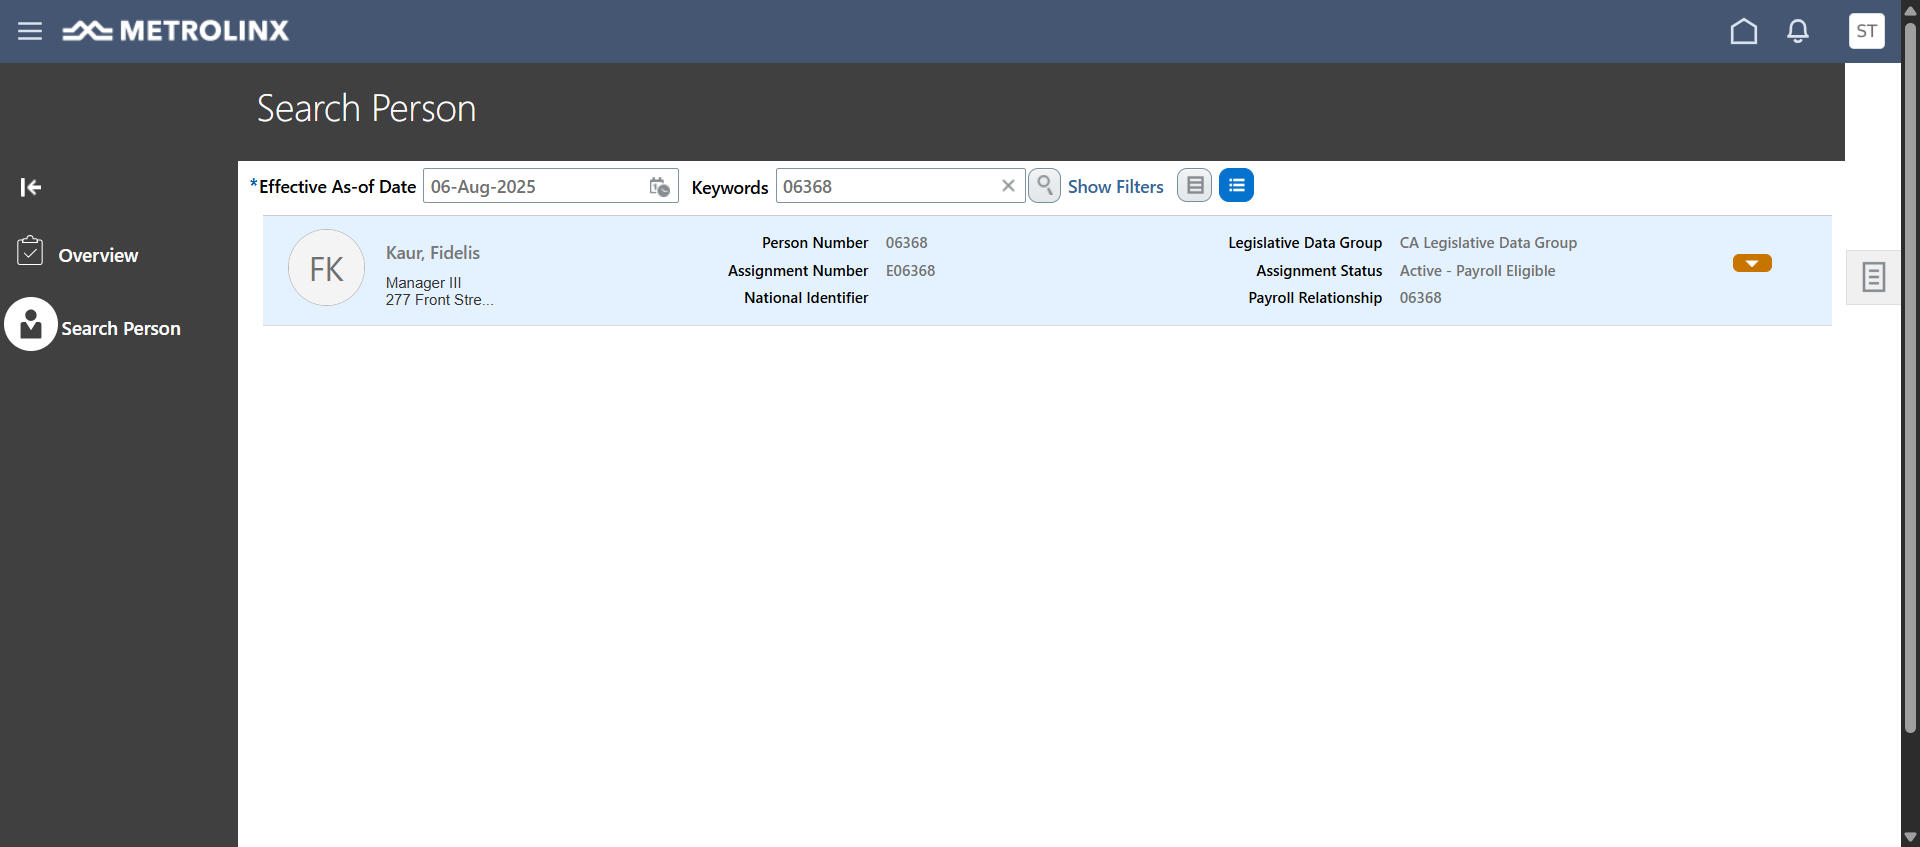 METROLINX
ST
Search Person
*Effective As-of Date 06-Aug-2025 Keywords 06368 Show Filters
Overview
Search Person
FK
Kaur, Fidelis
Manager III
277 Front Stre...
Person Number 06368
Assignment Number E06368
National Identifier
Legislative Data Group CA Legislative Data Group
Assignment Status Active - Payroll Eligible
Payroll Relationship 06368